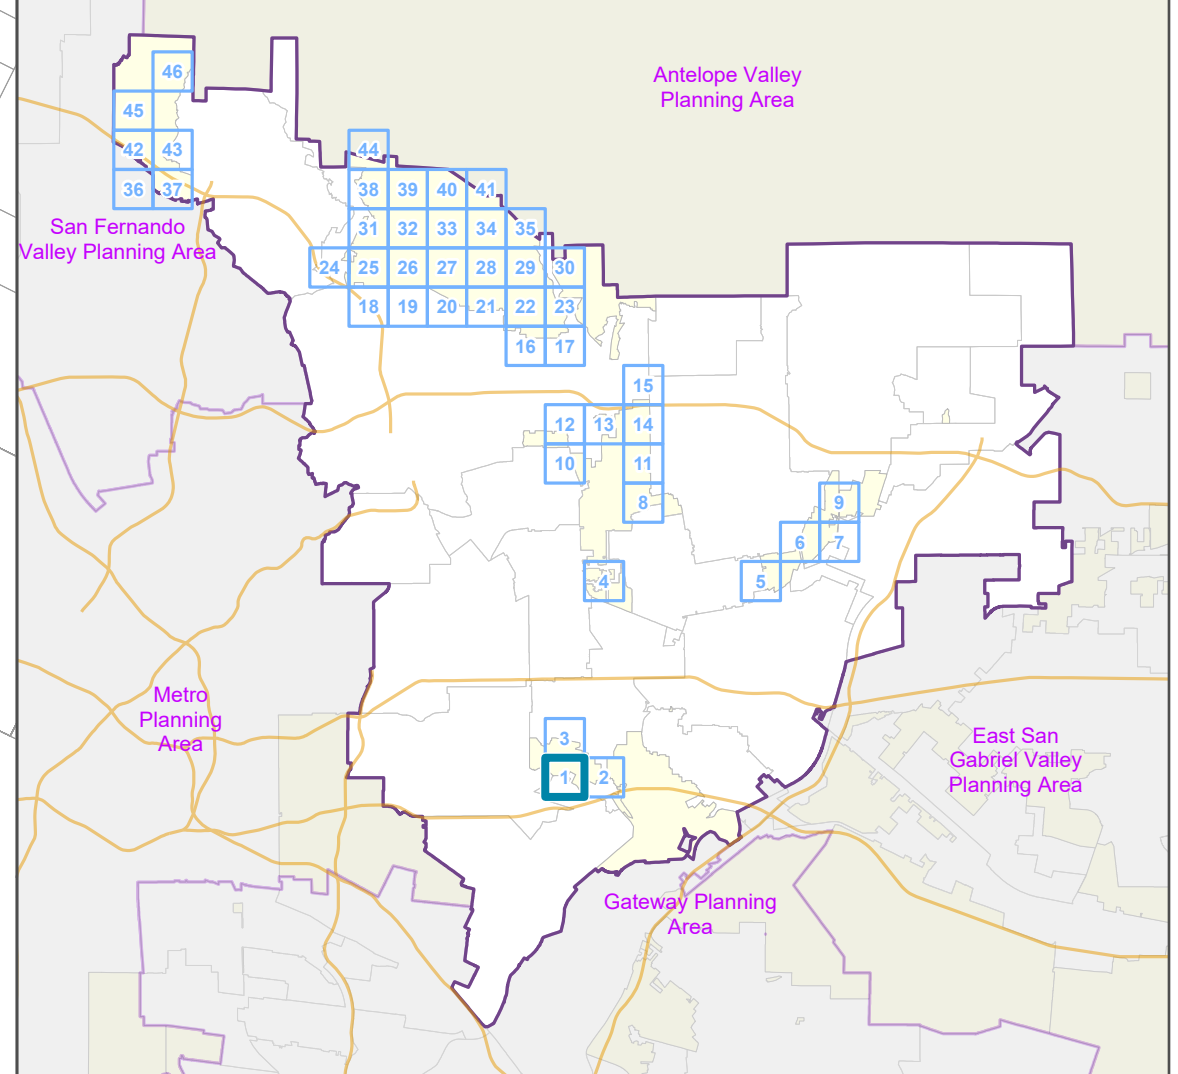 Antelope Valley
Planning Area
46
45
42 43
44
36 37
38 39 40 41
San Fernando
Valley Planning Area
31 32 33 34 35
24 25 26 27 28 29 30
18 19 20 21 22 23
16 17
15
12 13 14
10 11
8 9
6 7
4 5
Metro
Planning
Area
3
1 2
East San
Gabriel Valley
Planning Area
Gateway Planning
Area